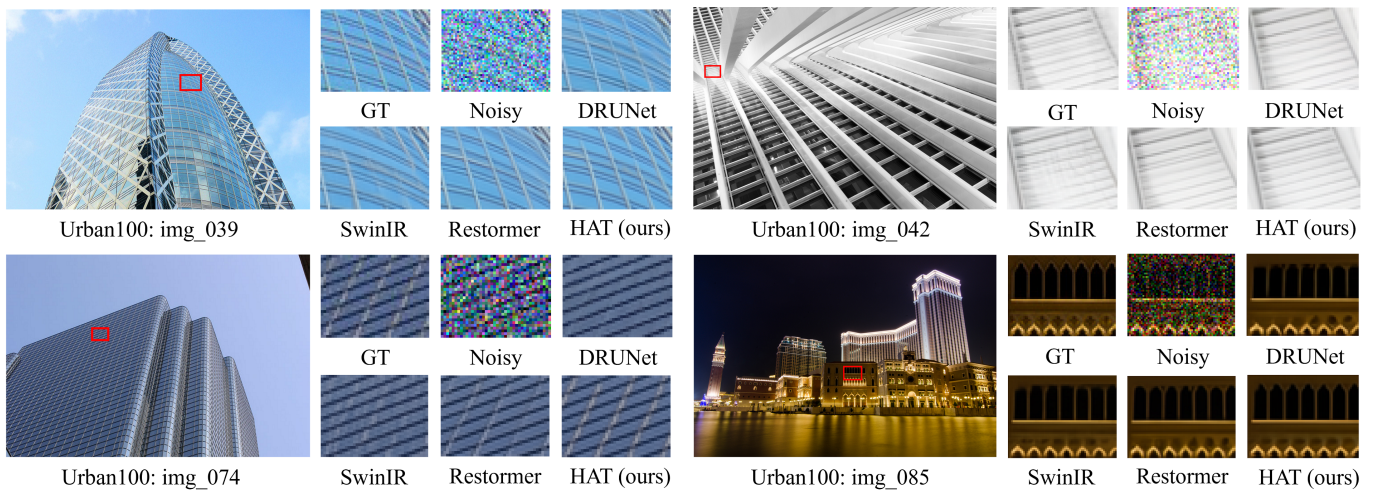 GT Noisy DRUNet
SwinIR Restormer HAT (ours)
Urban100: img_039
GT Noisy DRUNet
SwinIR Restormer HAT (ours)
Urban100: img_042
GT Noisy DRUNet
SwinIR Restormer HAT (ours)
Urban100: img_074
GT Noisy DRUNet
SwinIR Restormer HAT (ours)
Urban100: img_085